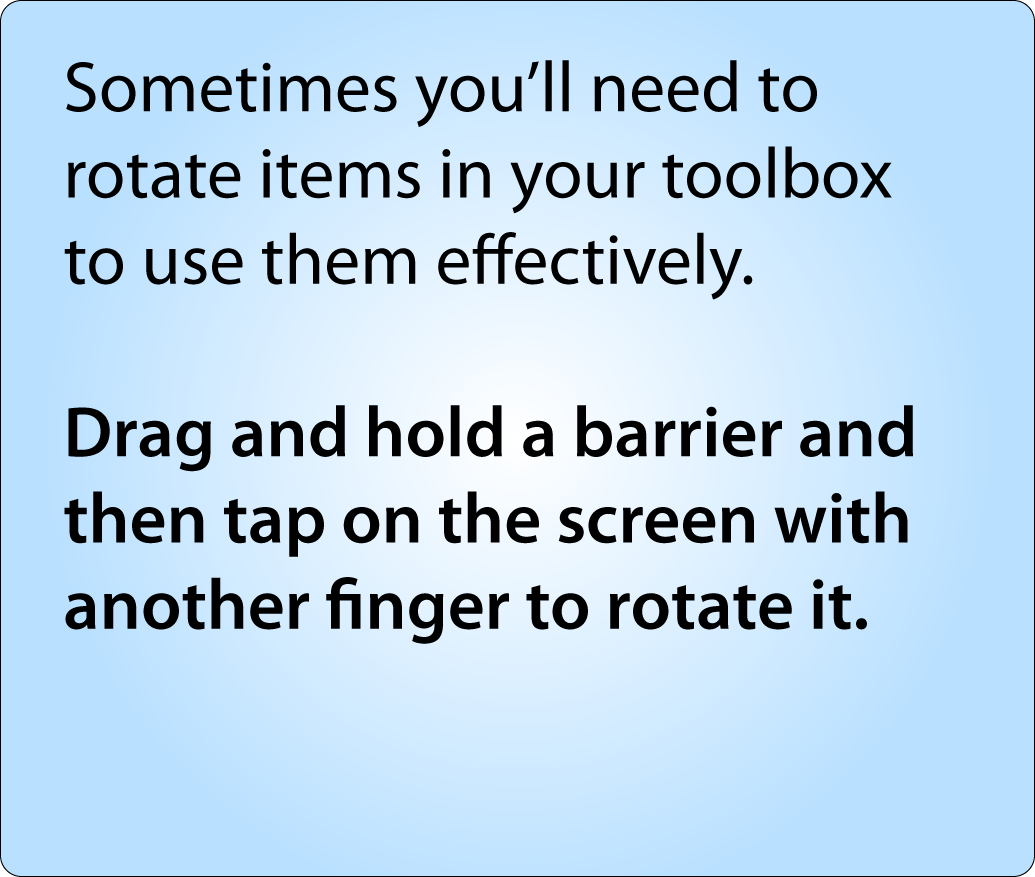 Sometimes you’ll need to
rotate items in your toolbox
to use them effectively.
Drag and hold a barrier and
then tap on the screen with
another finger to rotate it.